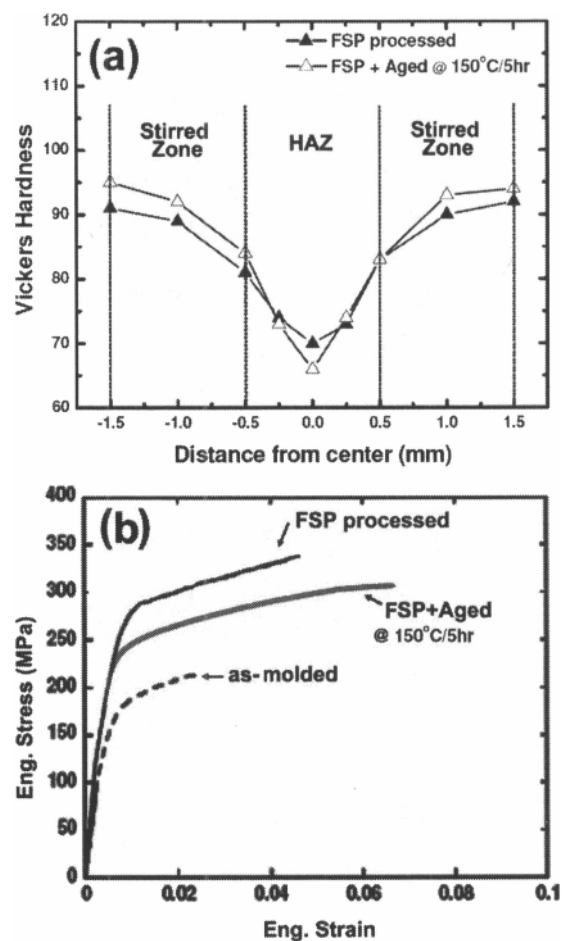 120
(a)
FSP processed
FSP + Aged @ 150°C/5hr
110
Stirred
Zone
HAZ
Stirred
Zone
100
90
80
70
60
Vickers Hardness
-1.5
-1.0
-0.5
0.0
0.5
1.0
1.5
Distance from center (mm)
400
(b)
FSP processed
350
300
FSP+Aged
@ 150°C/5hr
250
200
as-molded
150
100
50
0
Eng. Stress (MPa)
0
0.02
0.04
0.06
0.08
0.1
Eng. Strain